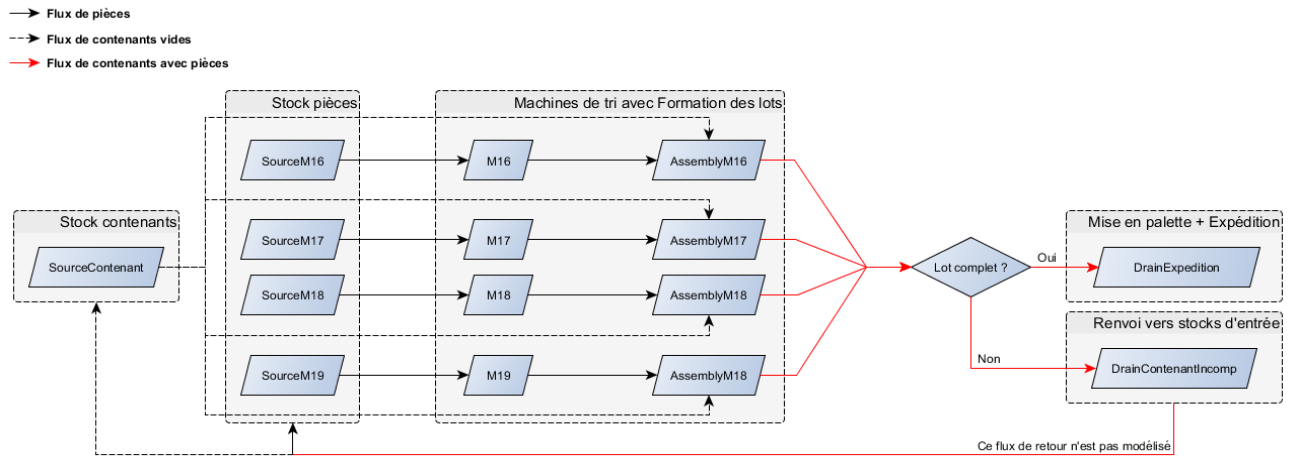 Flux de pièces
Flux de contenants vides
Flux de contenants avec pièces
Stock pièces
Machines de tri avec Formation des lots
SourceM16
M16
AssemblyM16
Stock contenants
SourceContenant
SourceM17
M17
AssemblyM17
SourceM18
M18
AssemblyM18
SourceM19
M19
AssemblyM18
Lot complet ?
Oui
Non
Mise en palette + Expédition
DrainExpedition
Renvoi vers stocks d'entrée
DrainContenantIncomp
Ce flux de retour n'est pas modélisé